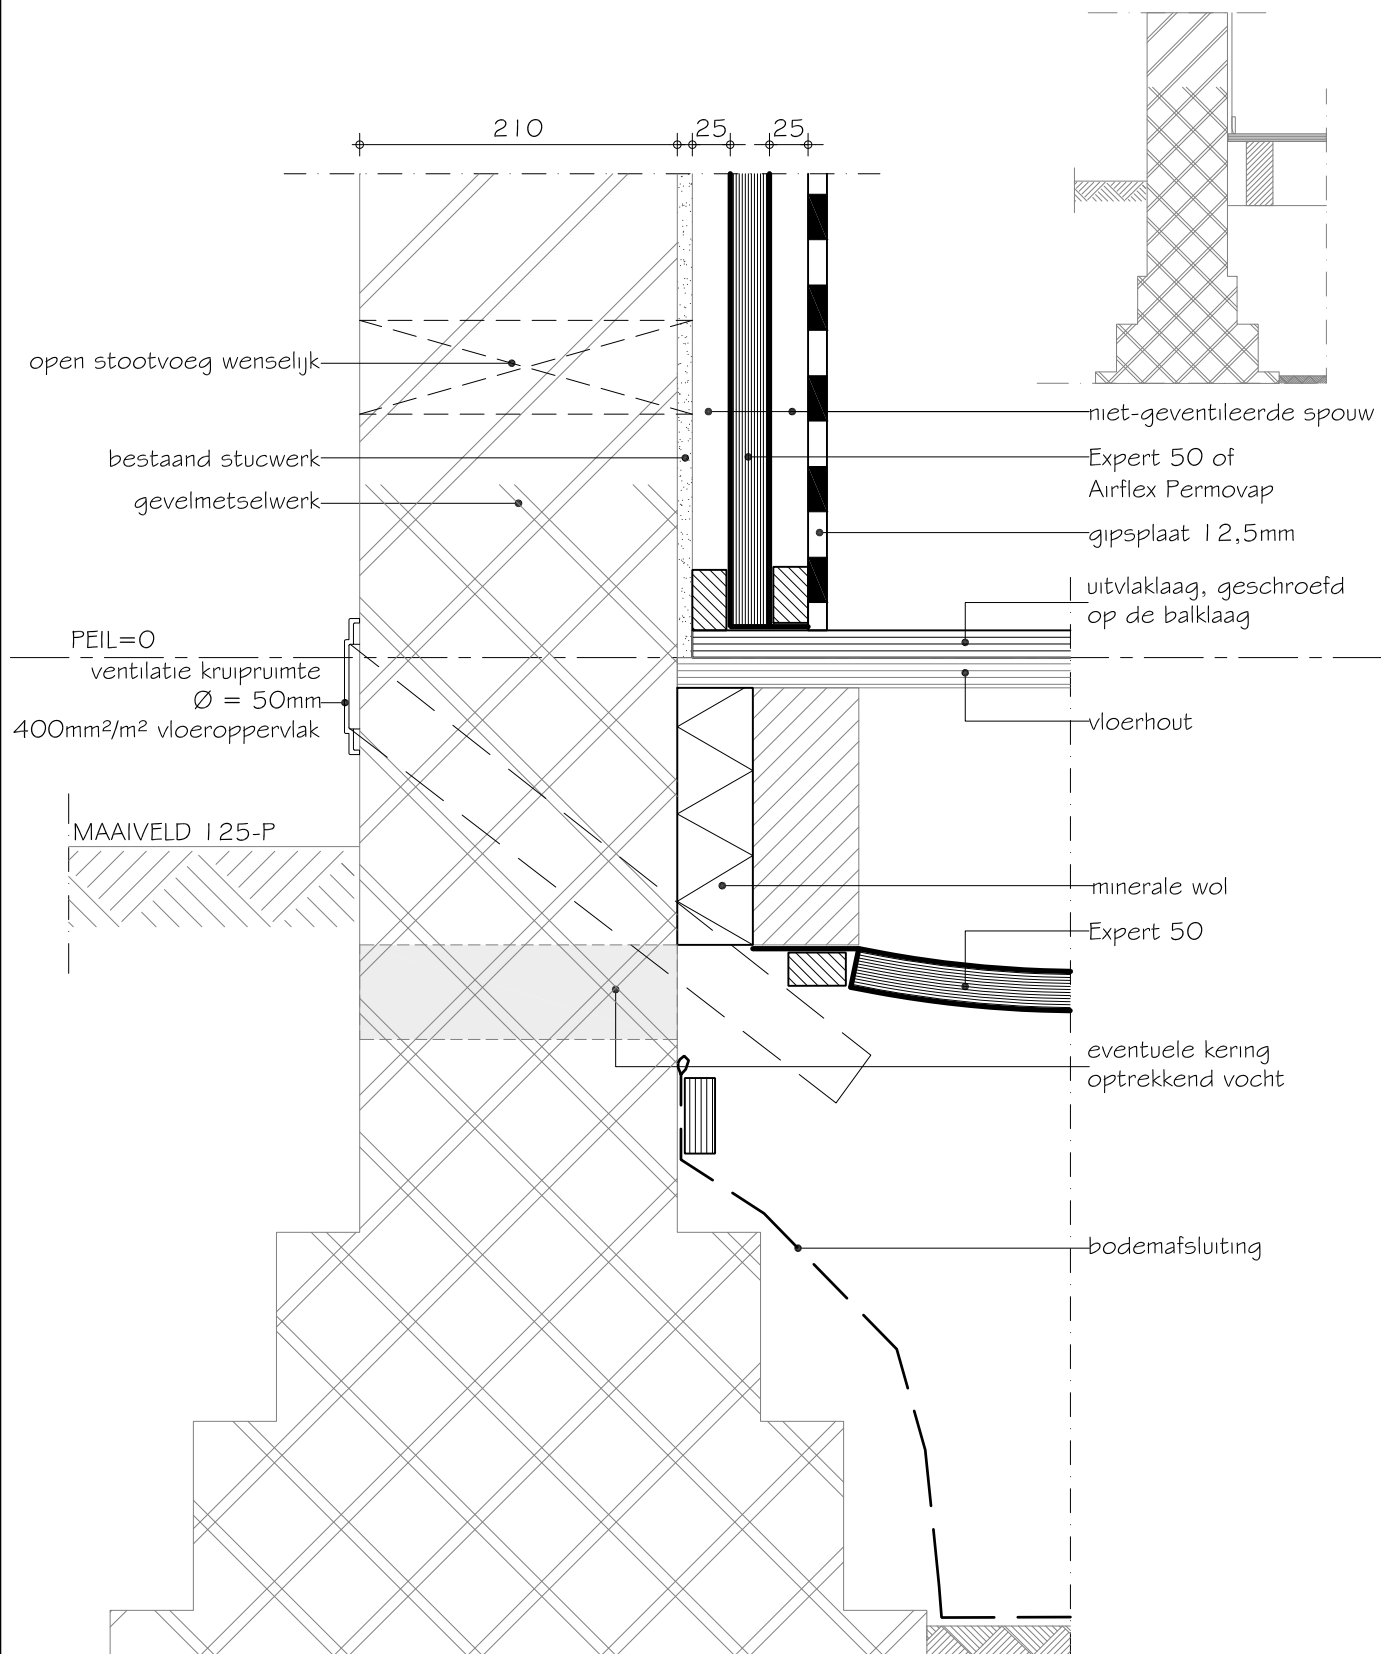 210
25
25
open stootvoeg wenselijk
bestaand stucwerk
gevelmetselwerk
niet-geventileerde spouw
Expert 50 of
Airflex Permovap
gipsplaat 12,5mm
uitvlaklaag, geschroefd
op de balklaag
PEIL=0
ventilatie kruipruimte
Ø = 50mm
400mm²/m² vloeroppervlak
vloerhout
MAAIVELD 125-P
minerale wol
Expert 50
eventuele kering
optrekkend vocht
bodemafsluiting